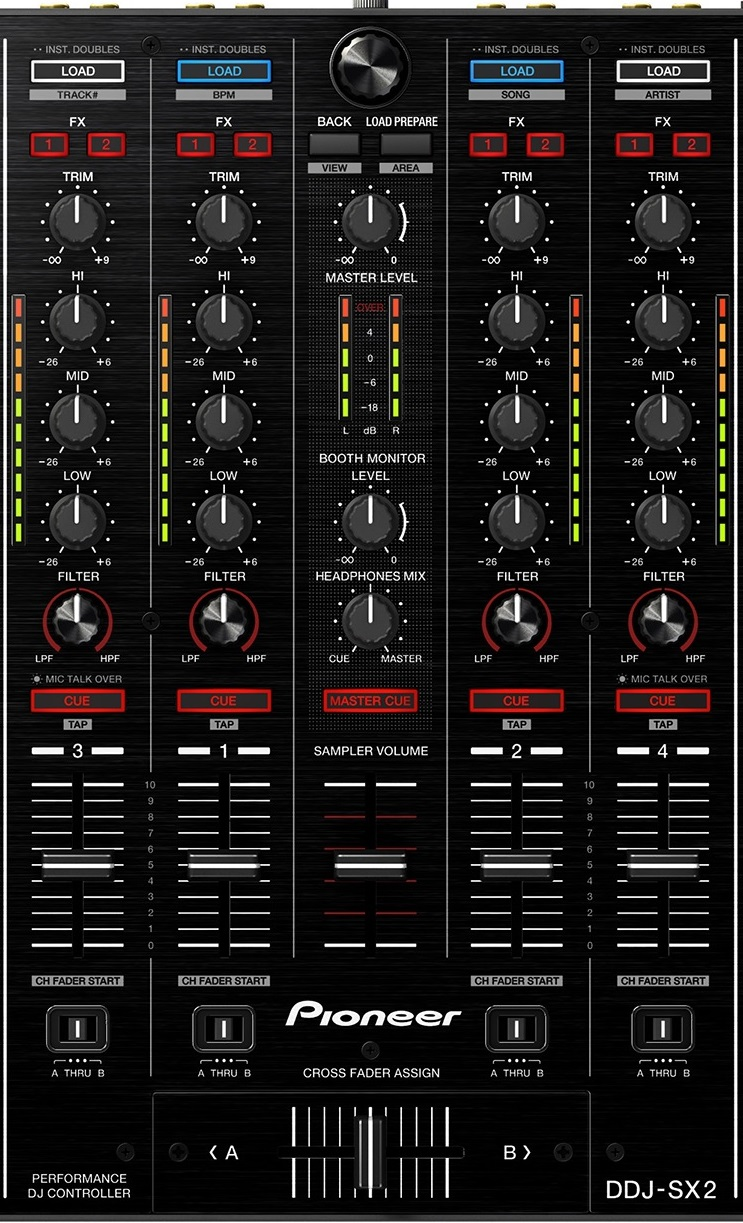 INST. DOUBLES INST. DOUBLES INST. DOUBLES INST. DOUBLES
LOAD LOAD LOAD LOAD
TRACK# BPM SONG ARTIST
FX FX BACK LOAD PREPARE FX FX
1 2 1 2 1 2 1 2
VIEW AREA
TRIM TRIM TRIM TRIM
-∞ +9 -∞ +9 -∞ 0 -∞ +9 -∞ +9
HI HI MASTER LEVEL HI HI
OVER
4
0
-26 +6 -26 +6 -26 +6 -26 +6
MID MID MID MID
-6
-18
L dB R
-26 +6 -26 +6 BOOTH MONITOR -26 +6 -26 +6
LOW LOW LEVEL LOW LOW
-26 +6 -26 +6 -∞ 0 -26 +6 -26 +6
FILTER FILTER HEADPHONES MIX FILTER FILTER
LPF HPF LPF HPF CUE MASTER LPF HPF LPF HPF
MIC TALK OVER MIC TALK OVER
CUE CUE MASTER CUE CUE CUE
TAP TAP TAP TAP
3 1 SAMPLER VOLUME 2 4
10 10
9 9
8 8
7 7
6 6
5 5
4 4
3 3
2 2
1 1
0 0
CH FADER START CH FADER START CH FADER START CH FADER START
Pioneer
A THRU B A THRU B CROSS FADER ASSIGN A THRU B A THRU B
‹ A B ›
PERFORMANCE
DJ CONTROLLER
DDJ-SX2